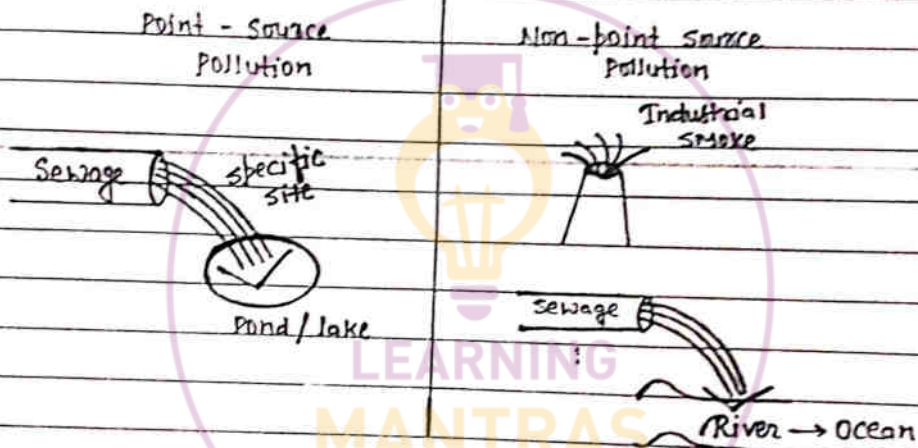 Point - Source
Pollution
Sewage
specific
site
Pond / lake
Non - point source
Pollution
Industrial
smoke
Sewage
River → Ocean
LEARNING
MANTRAS